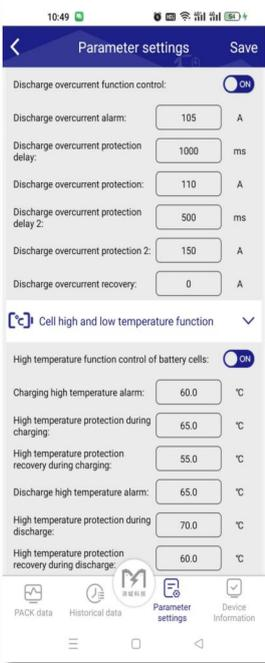 10:49
54
Parameter settings
Save
Discharge overcurrent function control:
ON
Discharge overcurrent alarm:
105
A
Discharge overcurrent protection
delay:
1000
ms
Discharge overcurrent protection:
110
A
Discharge overcurrent protection
delay 2:
500
ms
Discharge overcurrent protection 2:
150
A
Discharge overcurrent recovery:
0
A
[°C] Cell high and low temperature function
High temperature function control of battery cells:
ON
Charging high temperature alarm:
60.0
°C
High temperature protection during
charging:
65.0
°C
High temperature protection
recovery during charging:
55.0
°C
Discharge high temperature alarm:
65.0
°C
High temperature protection during
discharge:
70.0
°C
High temperature protection
recovery during discharge:
60.0
°C
PACK data
Historical data
Parameter
settings
Device
Information